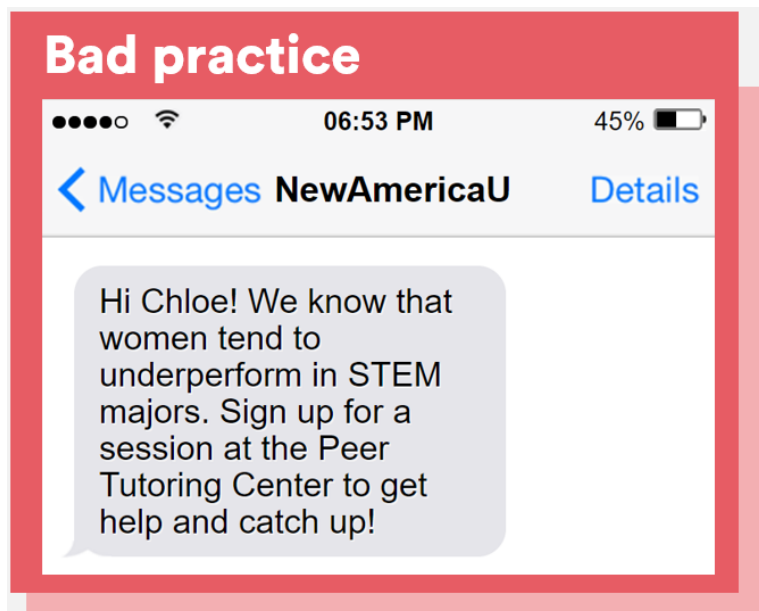 Bad practice
06:53 PM 45%
Messages NewAmericaU Details
Hi Chloe! We know that
women tend to
underperform in STEM
majors. Sign up for a
session at the Peer
Tutoring Center to get
help and catch up!